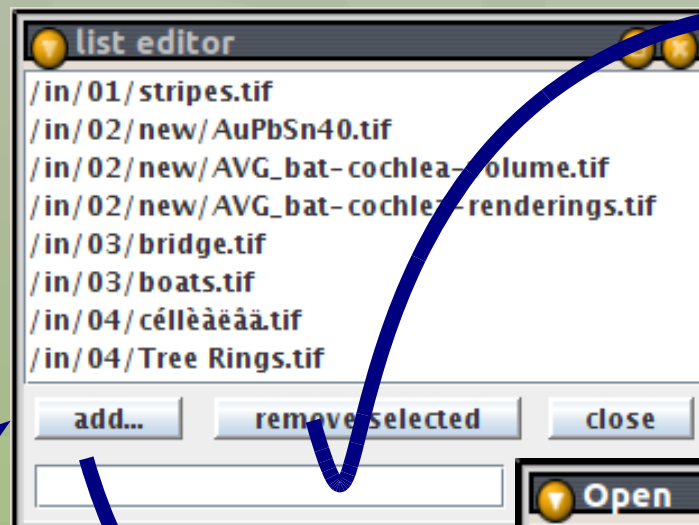 list editor
/in/01/stripes.tif
/in/02/new/AuPbSn40.tif
/in/02/new/AVG_bat-cochlea-volume.tif
/in/02/new/AVG_bat-cochlea-renderings.tif
/in/03/bridge.tif
/in/03/boats.tif
/in/04/céllèàëâä.tif
/in/04/Tree Rings.tif
add... remove selected close
Open